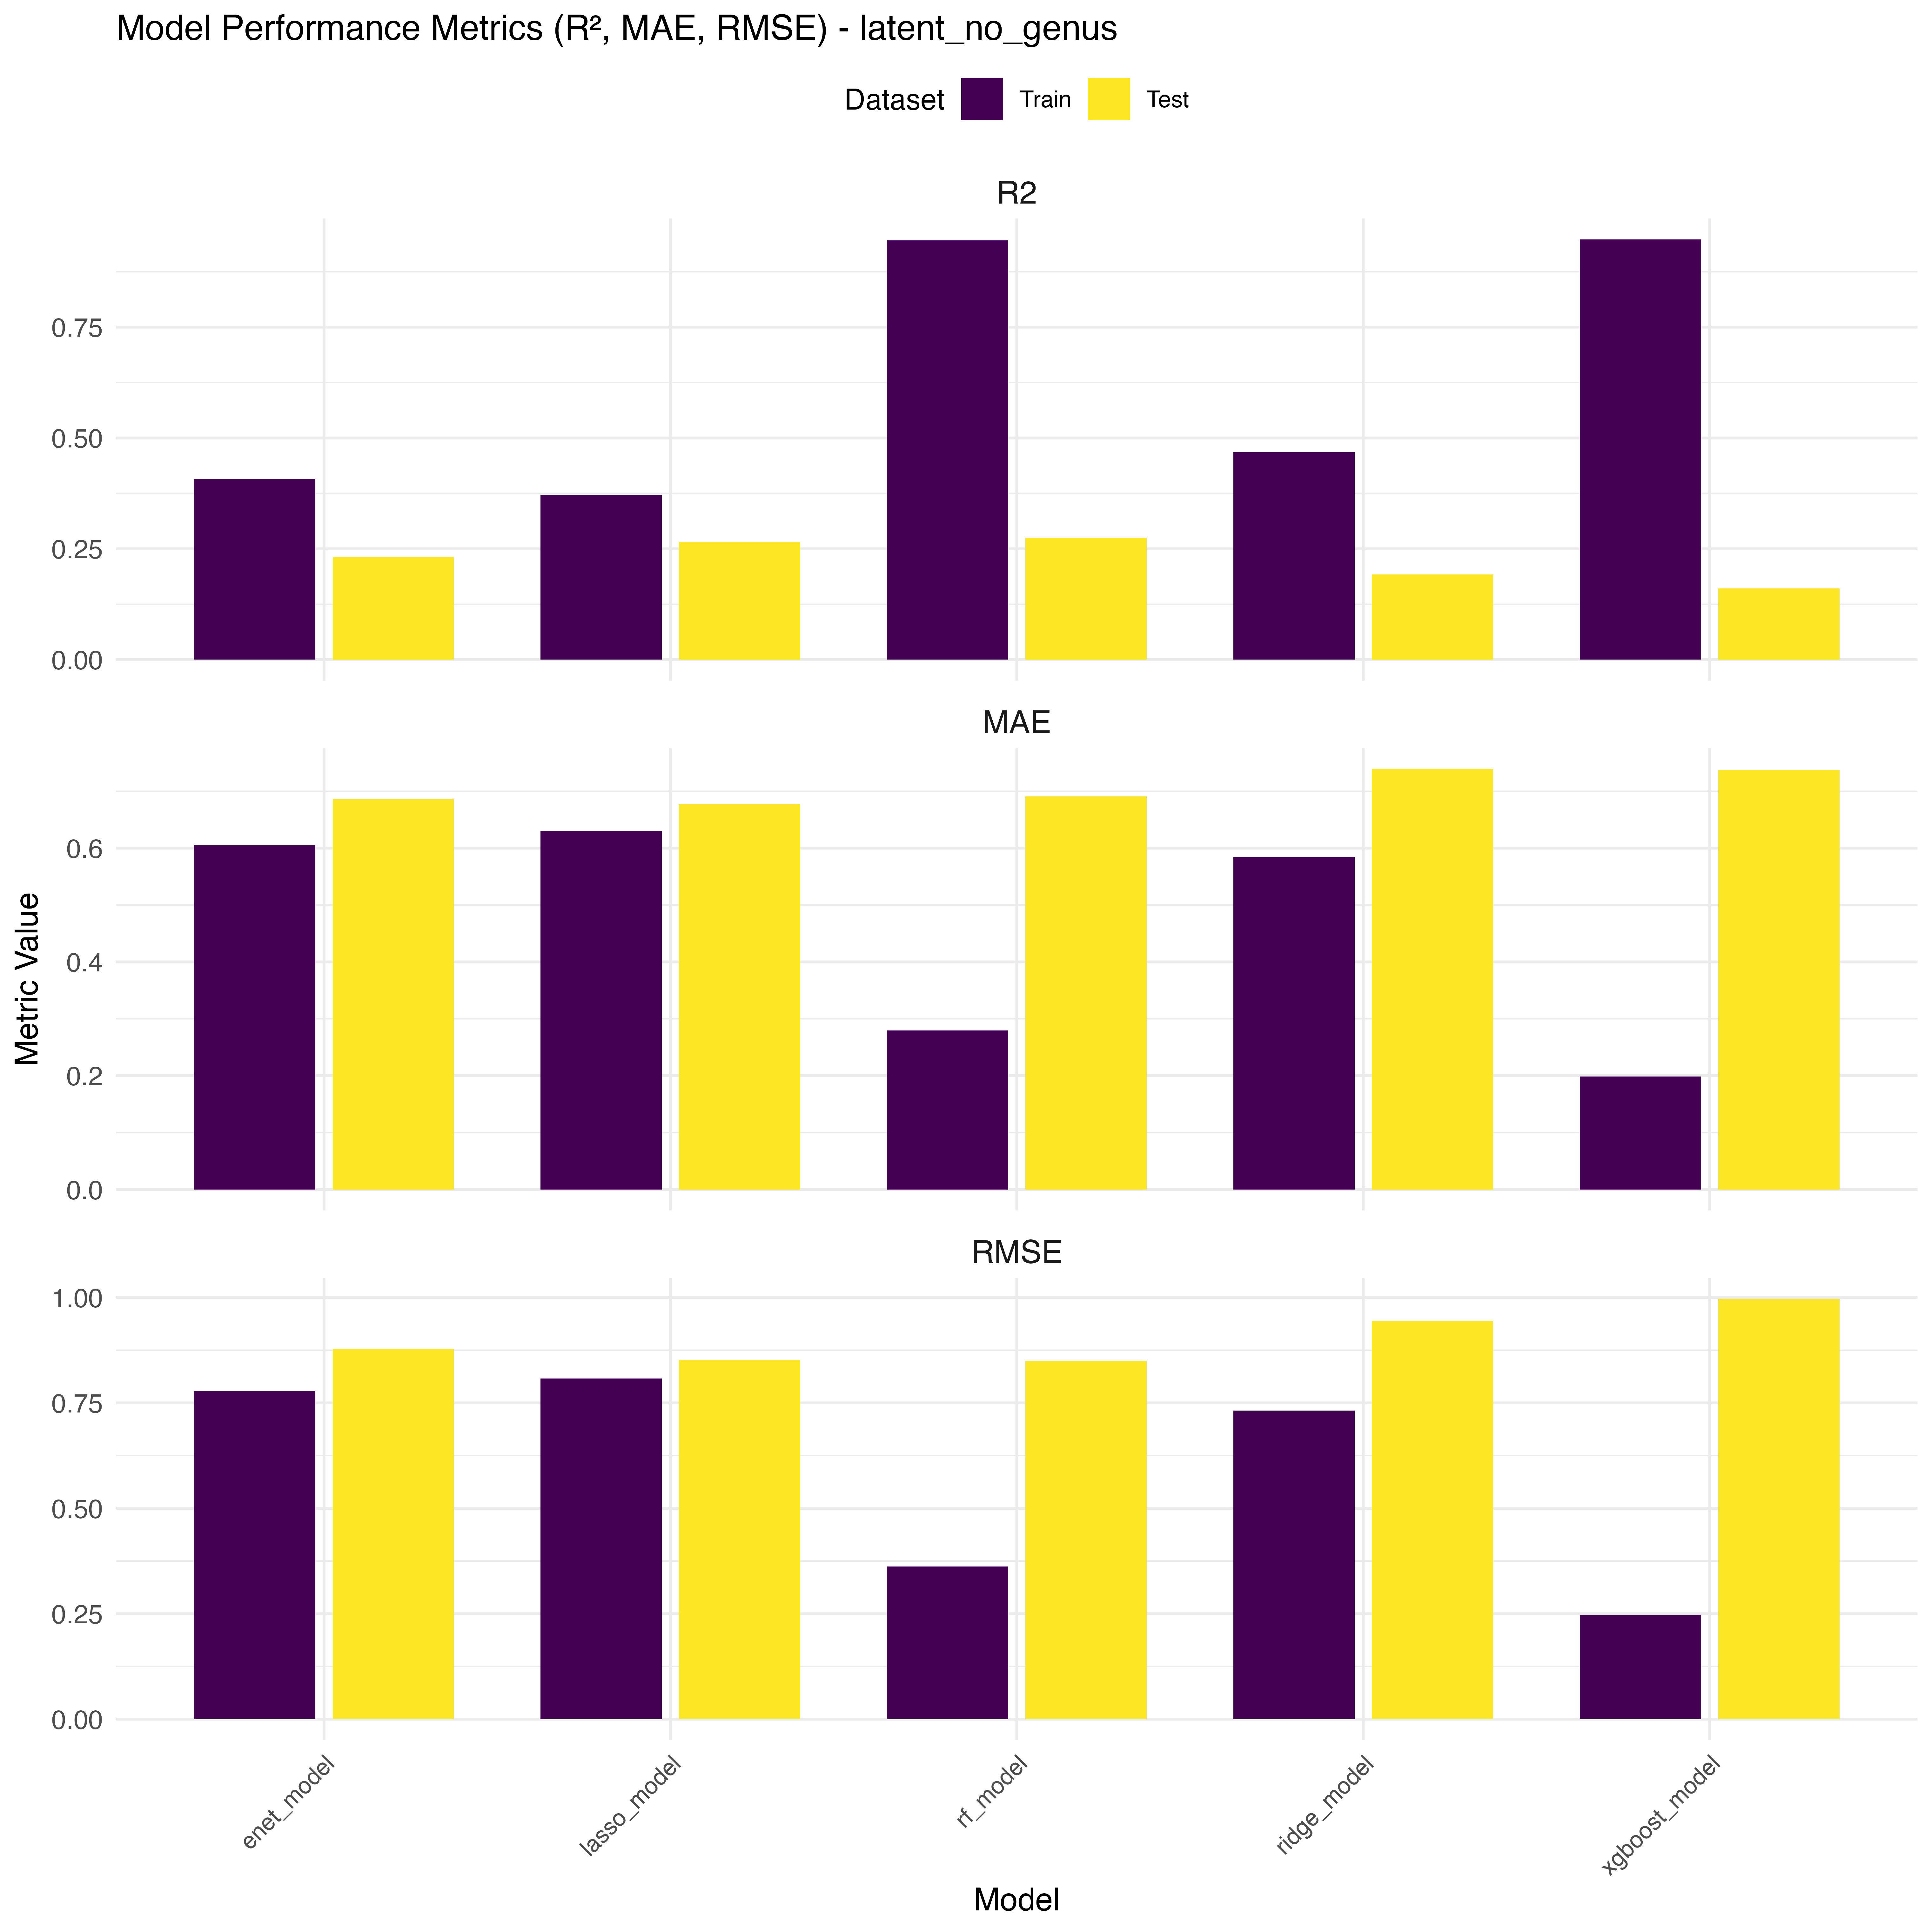 Model Performance Metrics (R², MAE, RMSE) - latent_no_genus
Dataset Train Test
R2
0.75
0.50
0.25
0.00
MAE
0.6
0.4
0.2
0.0
Metric Value
RMSE
1.00
0.75
0.50
0.25
0.00
enet_model lasso_model rf_model ridge_model xgboost_model
Model